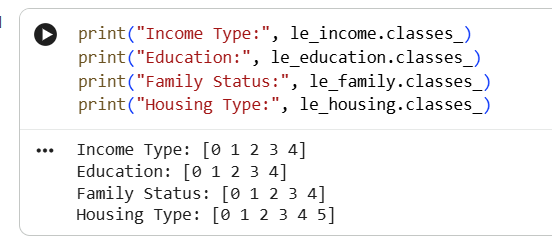 print("Income Type:", le_income.classes_)
print("Education:", le_education.classes_)
print("Family Status:", le_family.classes_)
print("Housing Type:", le_housing.classes_)
Income Type: [0 1 2 3 4]
Education: [0 1 2 3 4]
Family Status: [0 1 2 3 4]
Housing Type: [0 1 2 3 4 5]